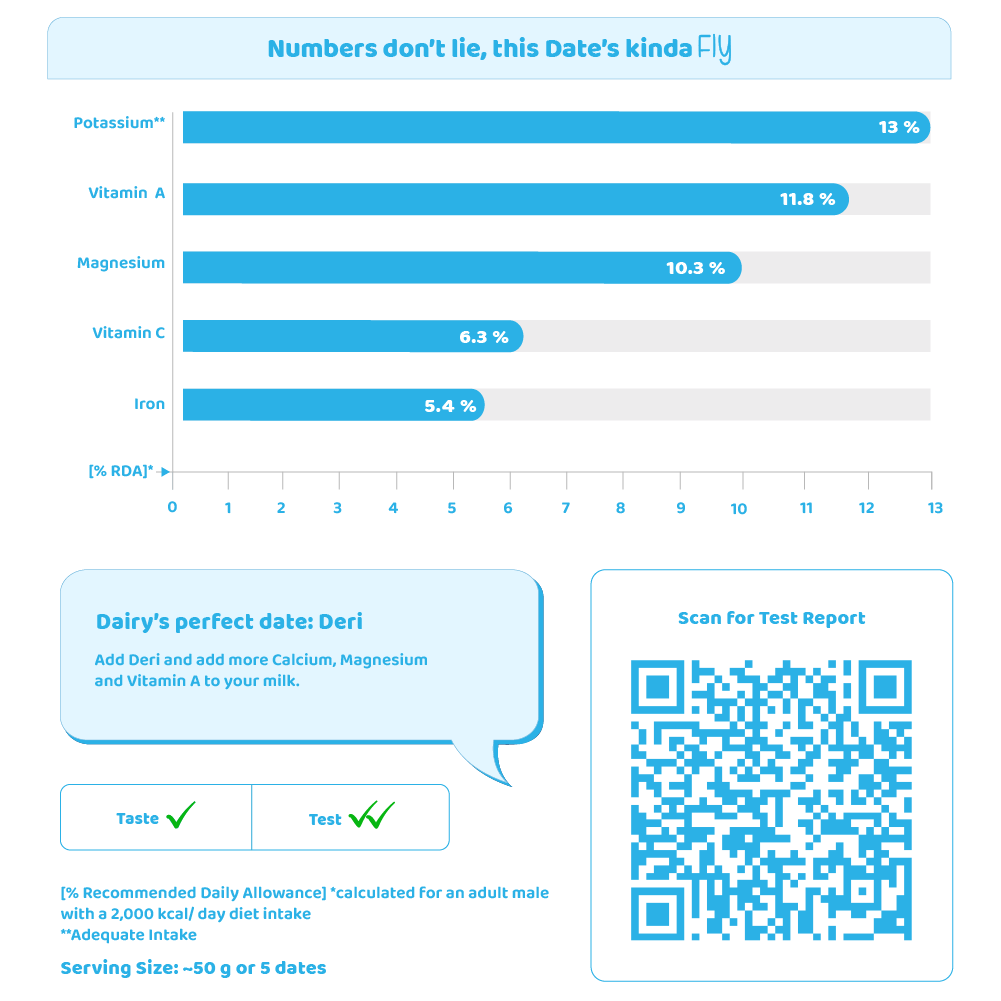 Numbers don't lie, this Date's kinda Fly
Potassium**
13 %
Vitamin A
11.8 %
Magnesium
10.3 %
Vitamin C
6.3 %
Iron
5.4 %
[% RDA]*
0 1 2 3 4 5 6 7 8 9 10 11 12 13
Dairy's perfect date: Deri
Add Deri and add more Calcium, Magnesium
and Vitamin A to your milk.
Scan for Test Report
Taste
Test
[% Recommended Daily Allowance] *calculated for an adult male
with a 2,000 kcal/ day diet intake
**Adequate Intake
Serving Size: ~50 g or 5 dates